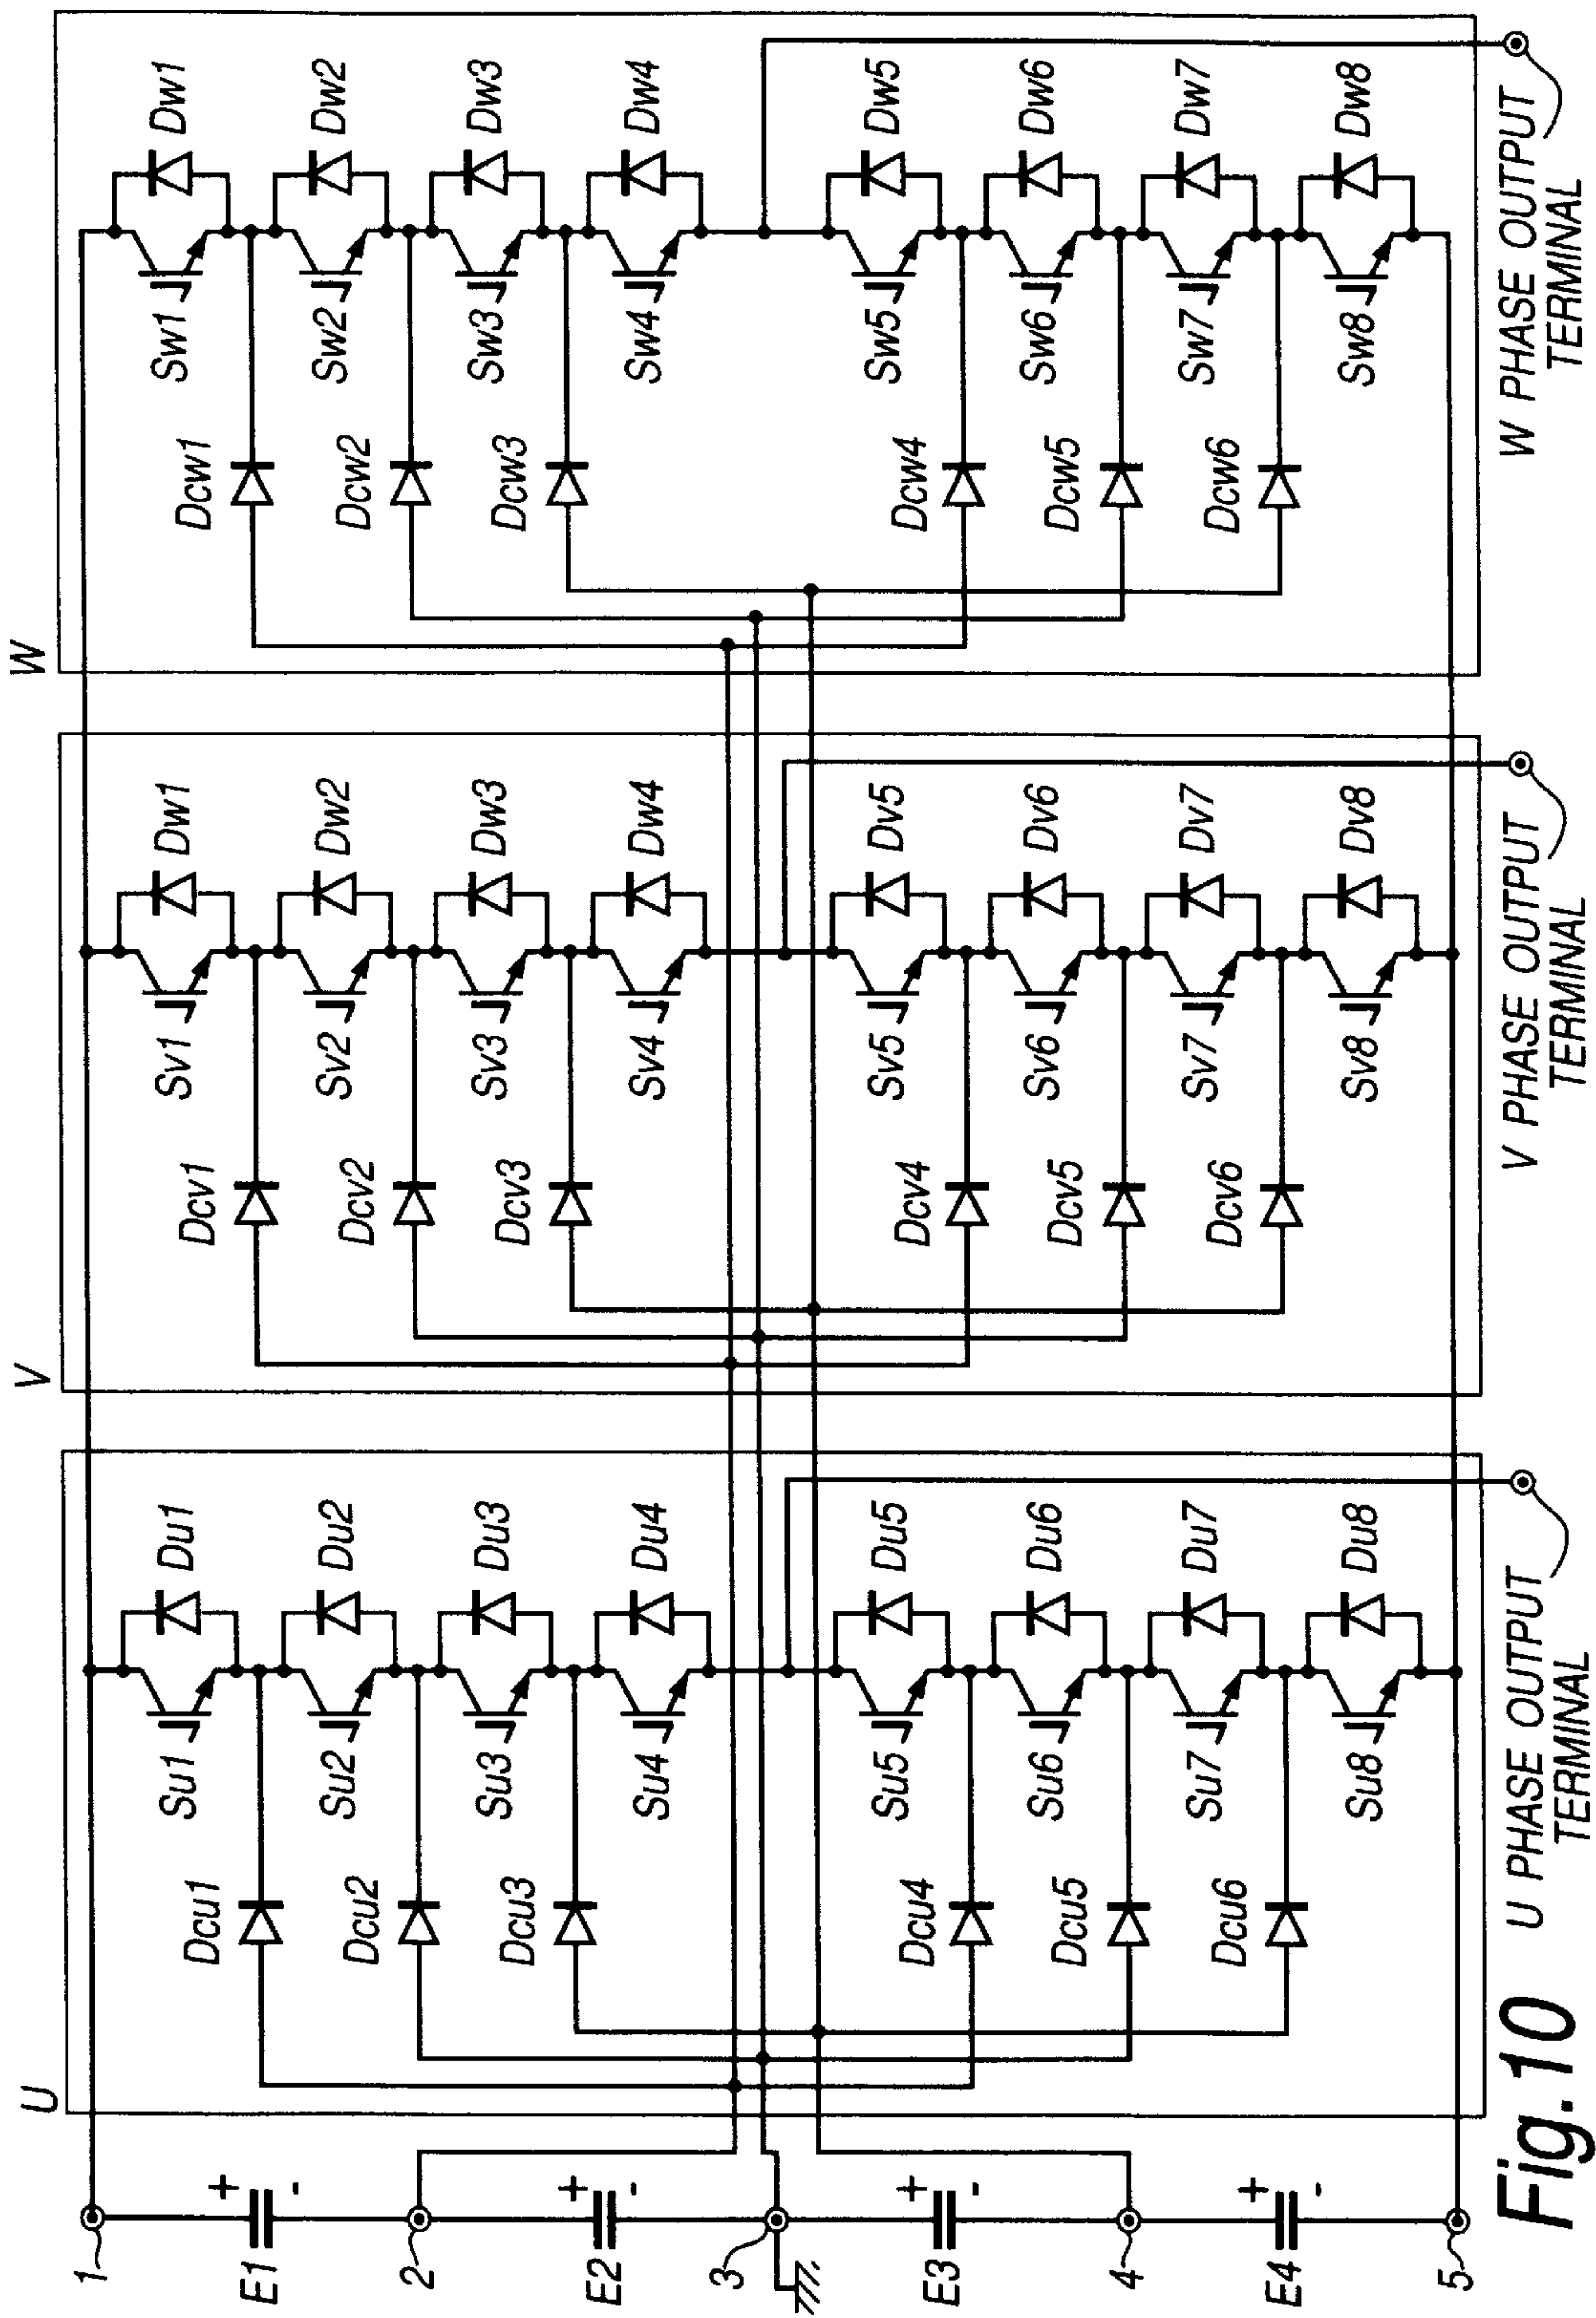 U
V
W
1
E1
+
-
2
E2
+
-
3
E3
+
-
4
E4
+
-
5
Dcu1
Dcu2
Dcu3
Dcu4
Dcu5
Dcu6
Su1
Su2
Su3
Su4
Su5
Su6
Su7
Su8
Du1
Du2
Du3
Du4
Du5
Du6
Du7
Du8
U PHASE OUTPUT
TERMINAL
Dcv1
Dcv2
Dcv3
Dcv4
Dcv5
Dcv6
Sv1
Sv2
Sv3
Sv4
Sv5
Sv6
Sv7
Sv8
Dw1
Dw2
Dw3
Dw4
Dv5
Dv6
Dv7
Dv8
V PHASE OUTPUT
TERMINAL
Dcw1
Dcw2
Dcw3
Dcw4
Dcw5
Dcw6
Sw1
Sw2
Sw3
Sw4
Sw5
Sw6
Sw7
Sw8
Dw1
Dw2
Dw3
Dw4
Dw5
Dw6
Dw7
Dw8
W PHASE OUTPUT
TERMINAL
Fig.10